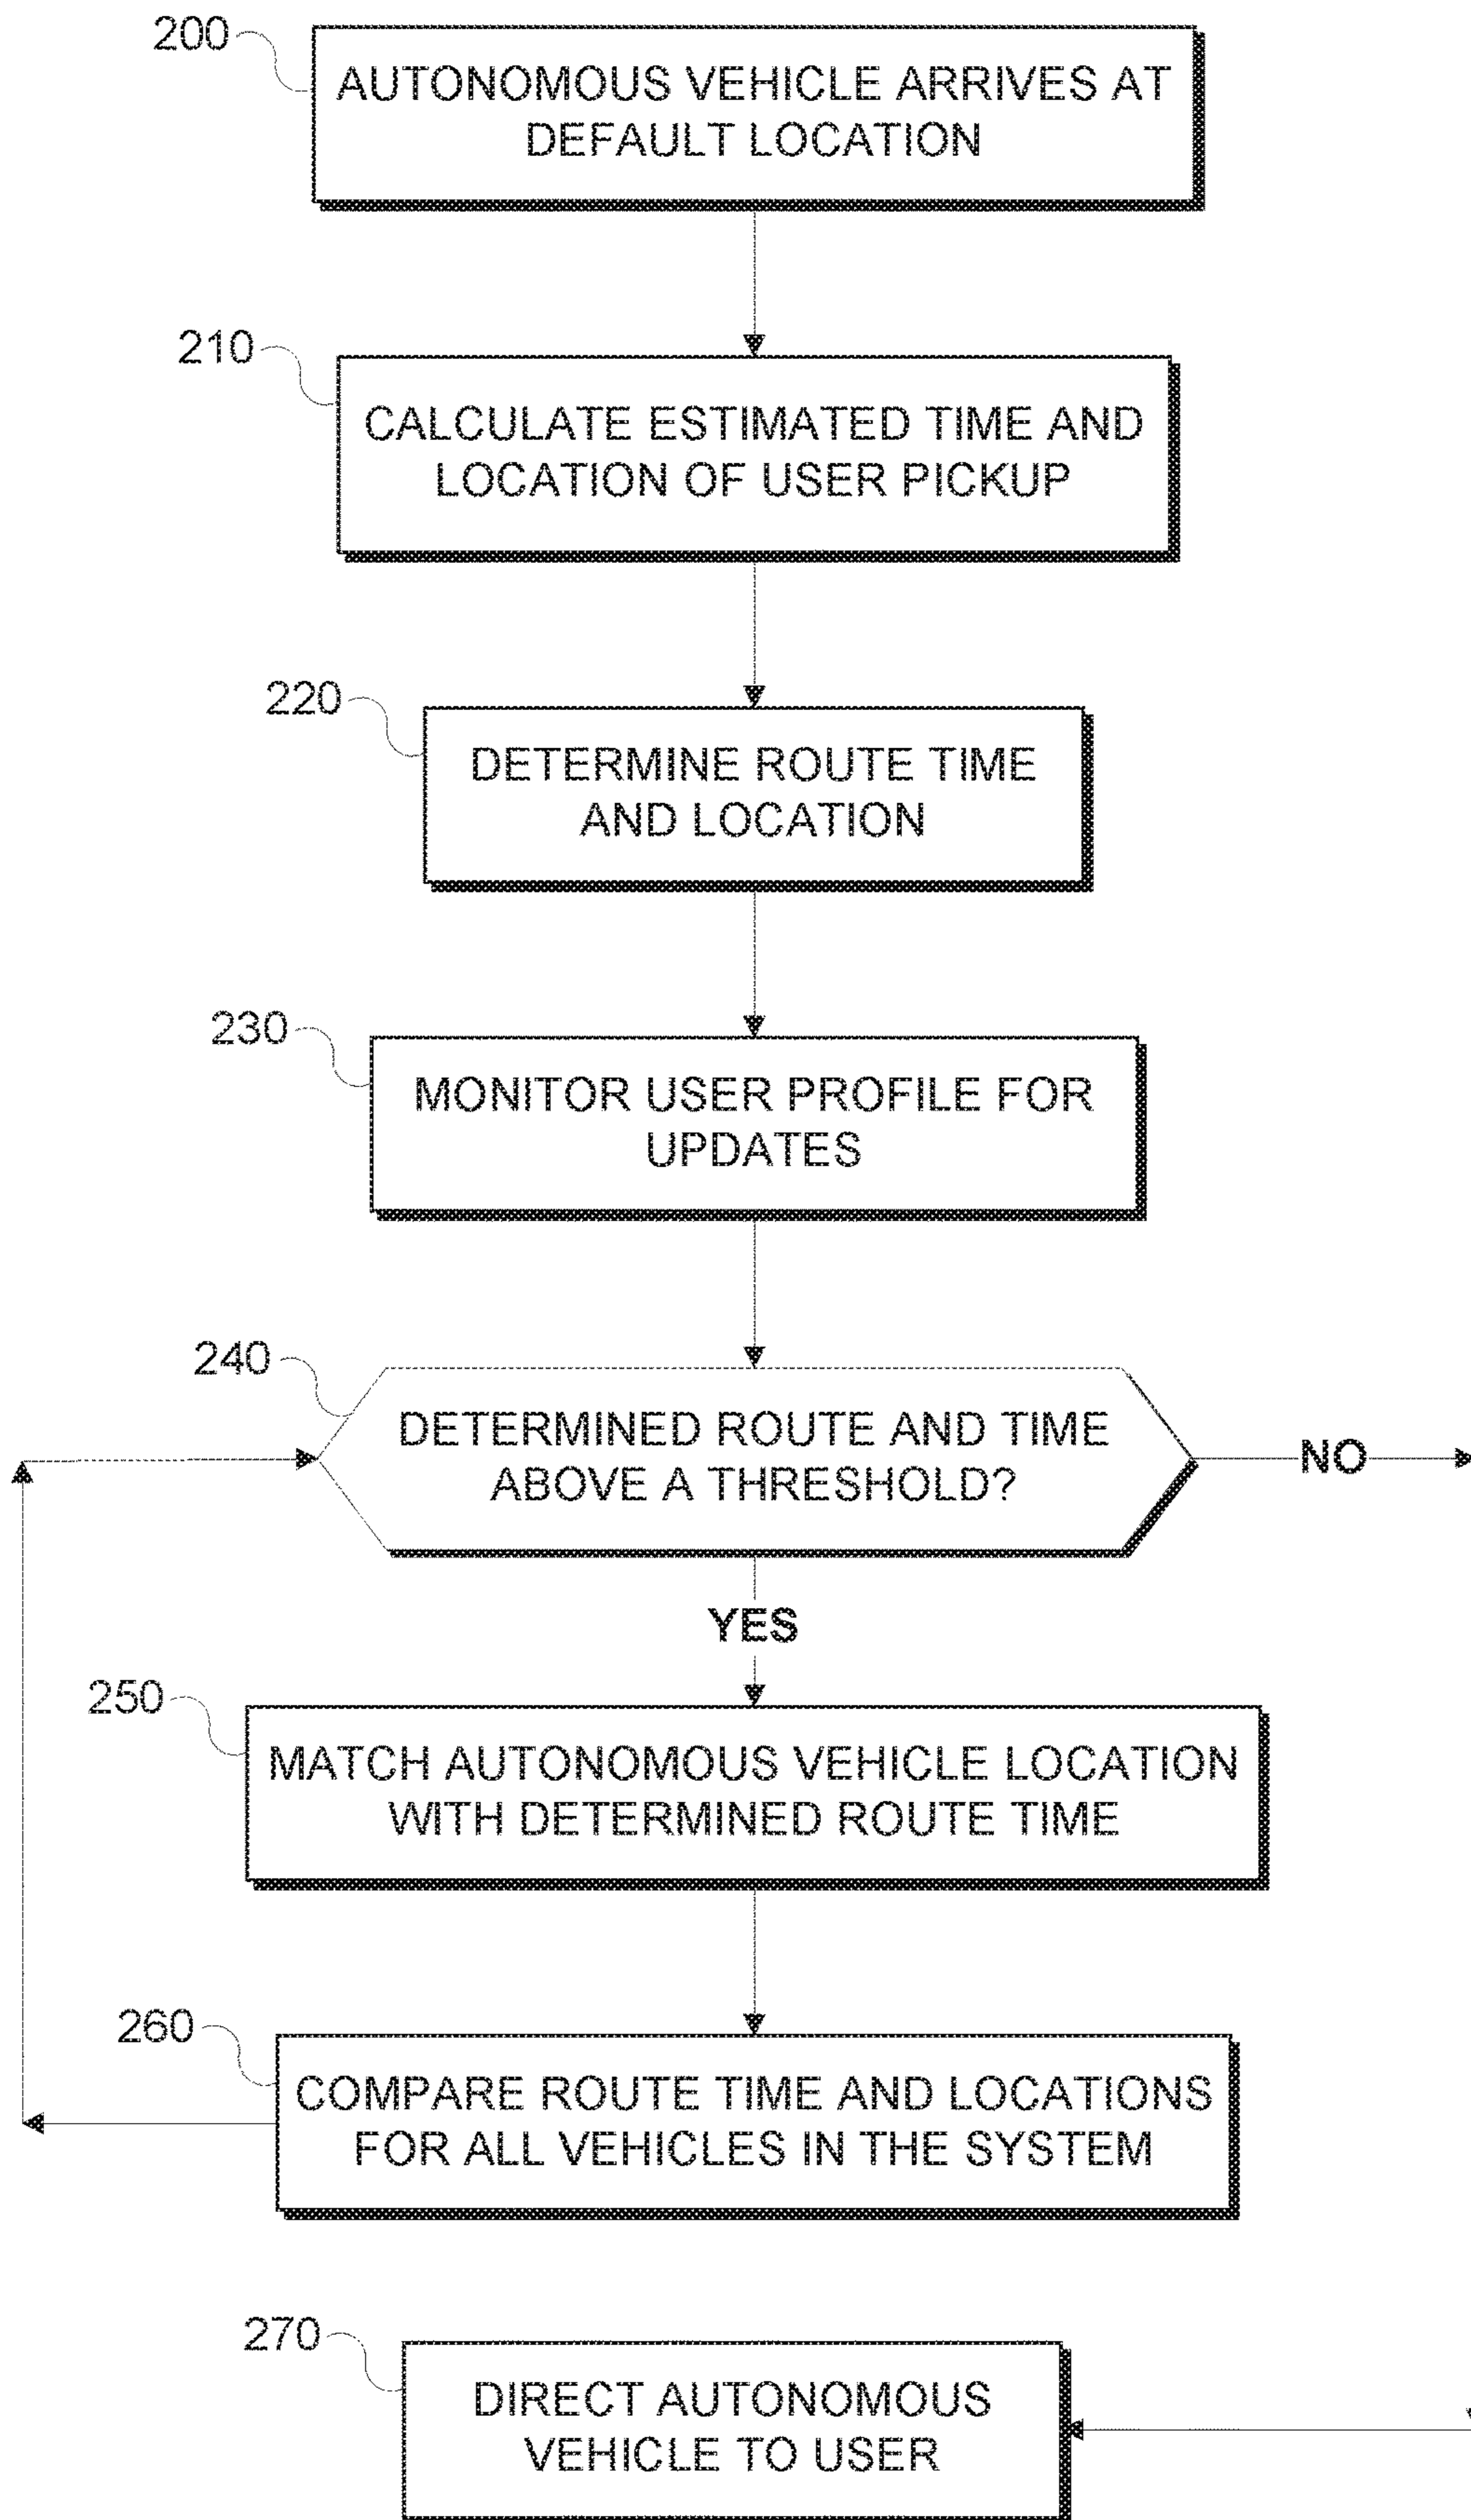 200
AUTONOMOUS VEHICLE ARRIVES AT
DEFAULT LOCATION
210
CALCULATE ESTIMATED TIME AND
LOCATION OF USER PICKUP
220
DETERMINE ROUTE TIME
AND LOCATION
230
MONITOR USER PROFILE FOR
UPDATES
240
DETERMINED ROUTE AND TIME
ABOVE A THRESHOLD?
NO
YES
250
MATCH AUTONOMOUS VEHICLE LOCATION
WITH DETERMINED ROUTE TIME
260
COMPARE ROUTE TIME AND LOCATIONS
FOR ALL VEHICLES IN THE SYSTEM
270
DIRECT AUTONOMOUS
VEHICLE TO USER